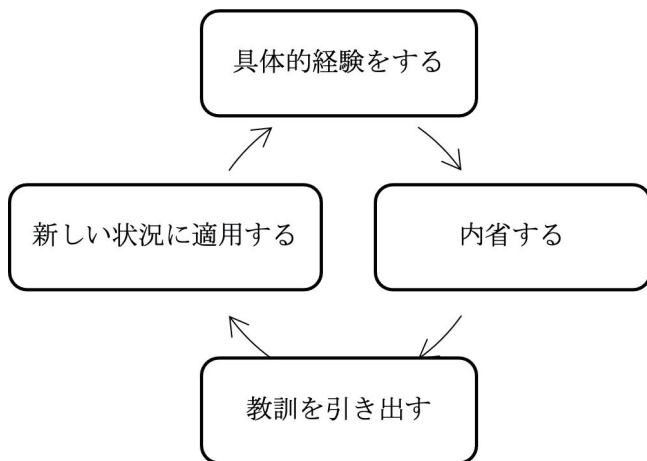 具体的経験をする
新しい状況に適用する
内省する
教訓を引き出す